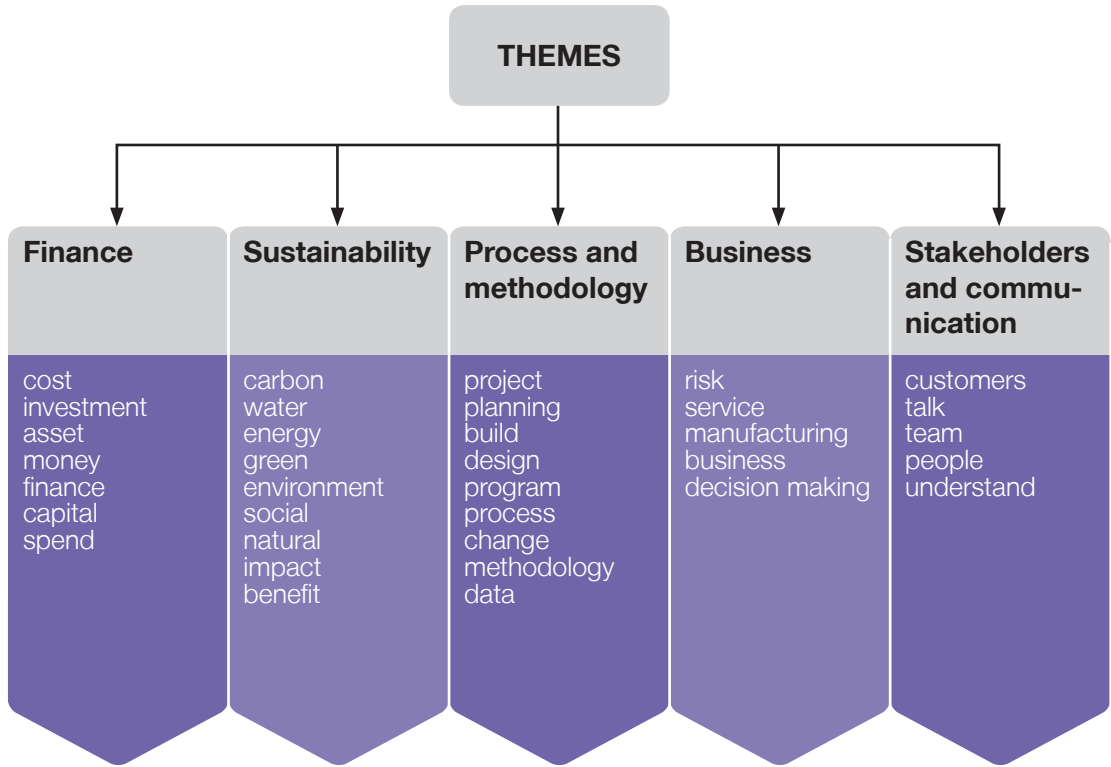 THEMES
Finance
cost
investment
asset
money
finance
capital
spend
Sustainability
carbon
water
energy
green
environment
social
natural
impact
benefit
Process and
methodology
project
planning
build
design
program
process
change
methodology
data
Business
risk
service
manufacturing
business
decision making
Stakeholders
and commu-
nication
customers
talk
team
people
understand